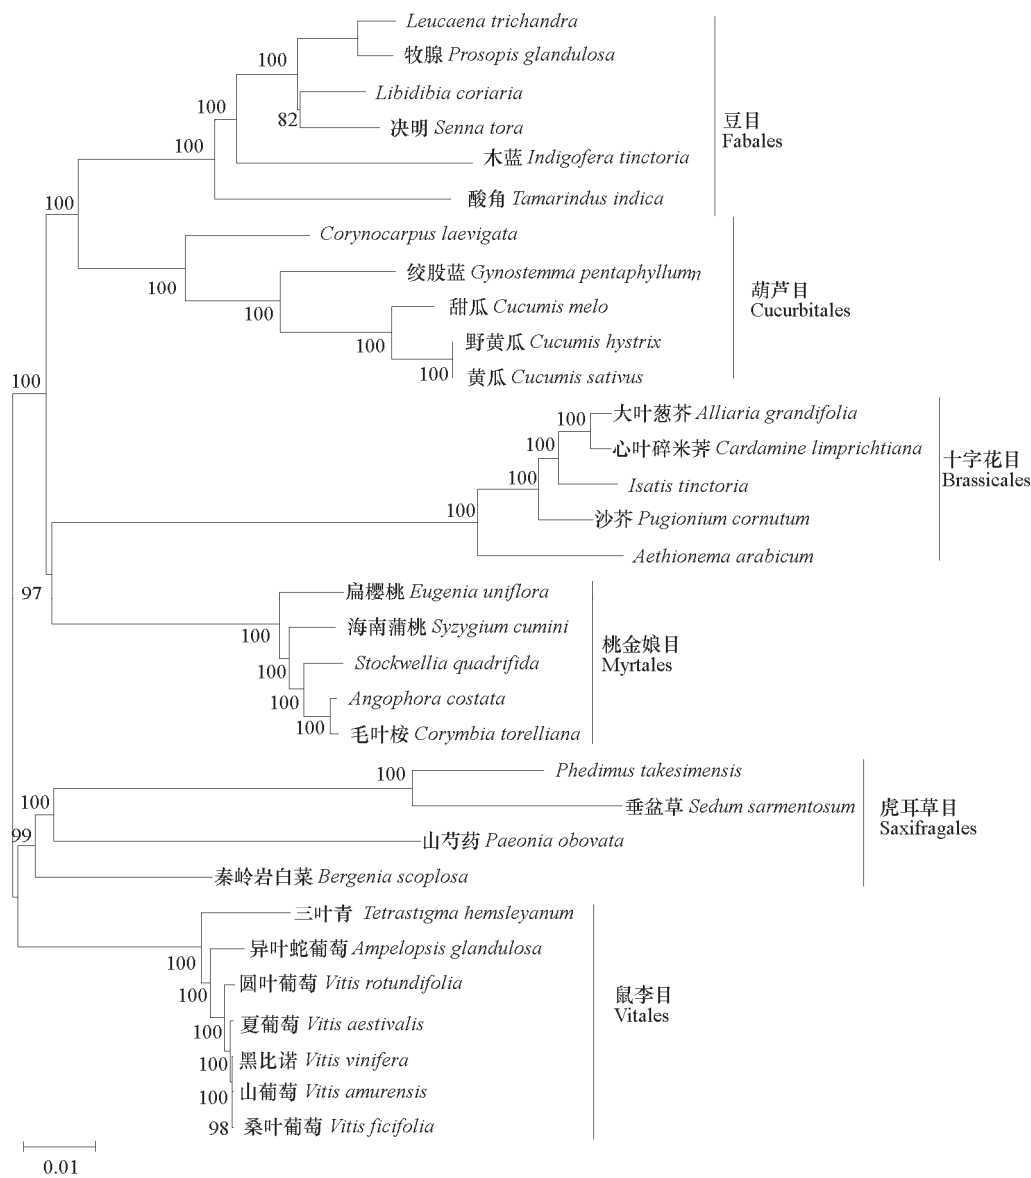 Leucaena trichandra
100
牧腺 Prosopis glandulosa
100
Libidibia coriaria
82
决明 Senna tora
豆目
Fabales
100
木蓝 Indigofera tinctoria
100
酸角 Tamarindus indica
Corynocarpus laevigata
100
绞股蓝 Gynostemma pentaphyllumn
葫芦目
Cucurbitales
100
甜瓜 Cucumis melo
100
野黄瓜 Cucumis hystrix
100
黄瓜 Cucumis sativus
100
100
大叶葱芥 Alliaria grandifolia
100
心叶碎米荠 Cardamine limprichtiana
十字花目
Brassicales
100
Isatis tinctoria
100
沙芥 Pugionium cornutum
Aethionema arabicum
97
扁樱桃 Eugenia uniflora
100
海南蒲桃 Syzygium cumini
桃金娘目
Myrtales
100
Stockwellia quadrifida
100
Angophora costata
100
毛叶桉 Corymbia torelliana
100
Phedimus takesimensis
100
垂盆草 Sedum sarmentosum
虎耳草目
Saxifragales
99
山芍药 Paeonia obovata
秦岭岩白菜 Bergenia scoplosa
三叶青 Tetrastigma hemsleyanum
100
异叶蛇葡萄 Ampelopsis glandulosa
100
圆叶葡萄 Vitis rotundifolia
鼠李目
Vitales
100
夏葡萄 Vitis aestivalis
100
黑比诺 Vitis vinifera
100
山葡萄 Vitis amurensis
98
桑叶葡萄 Vitis ficifolia
0.01